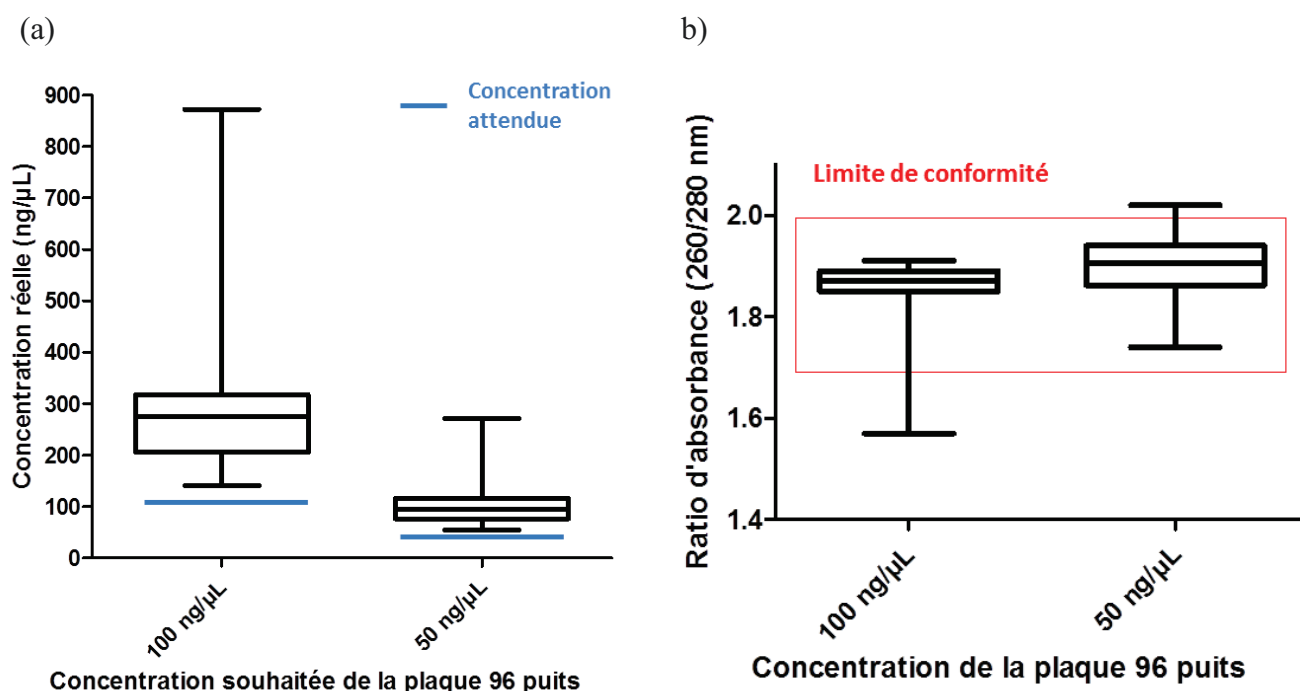 (a)
Concentration
attendue
Concentration réelle (ng/µL)
900
800
700
600
500
400
300
200
100
0
100 ng/µL
50 ng/µL
Concentration souhaitée de la plaque 96 puits
b)
Limite de conformité
Ratio d'absorbance (260/280 nm)
2.0
1.8
1.6
1.4
100 ng/µL
50 ng/µL
Concentration de la plaque 96 puits